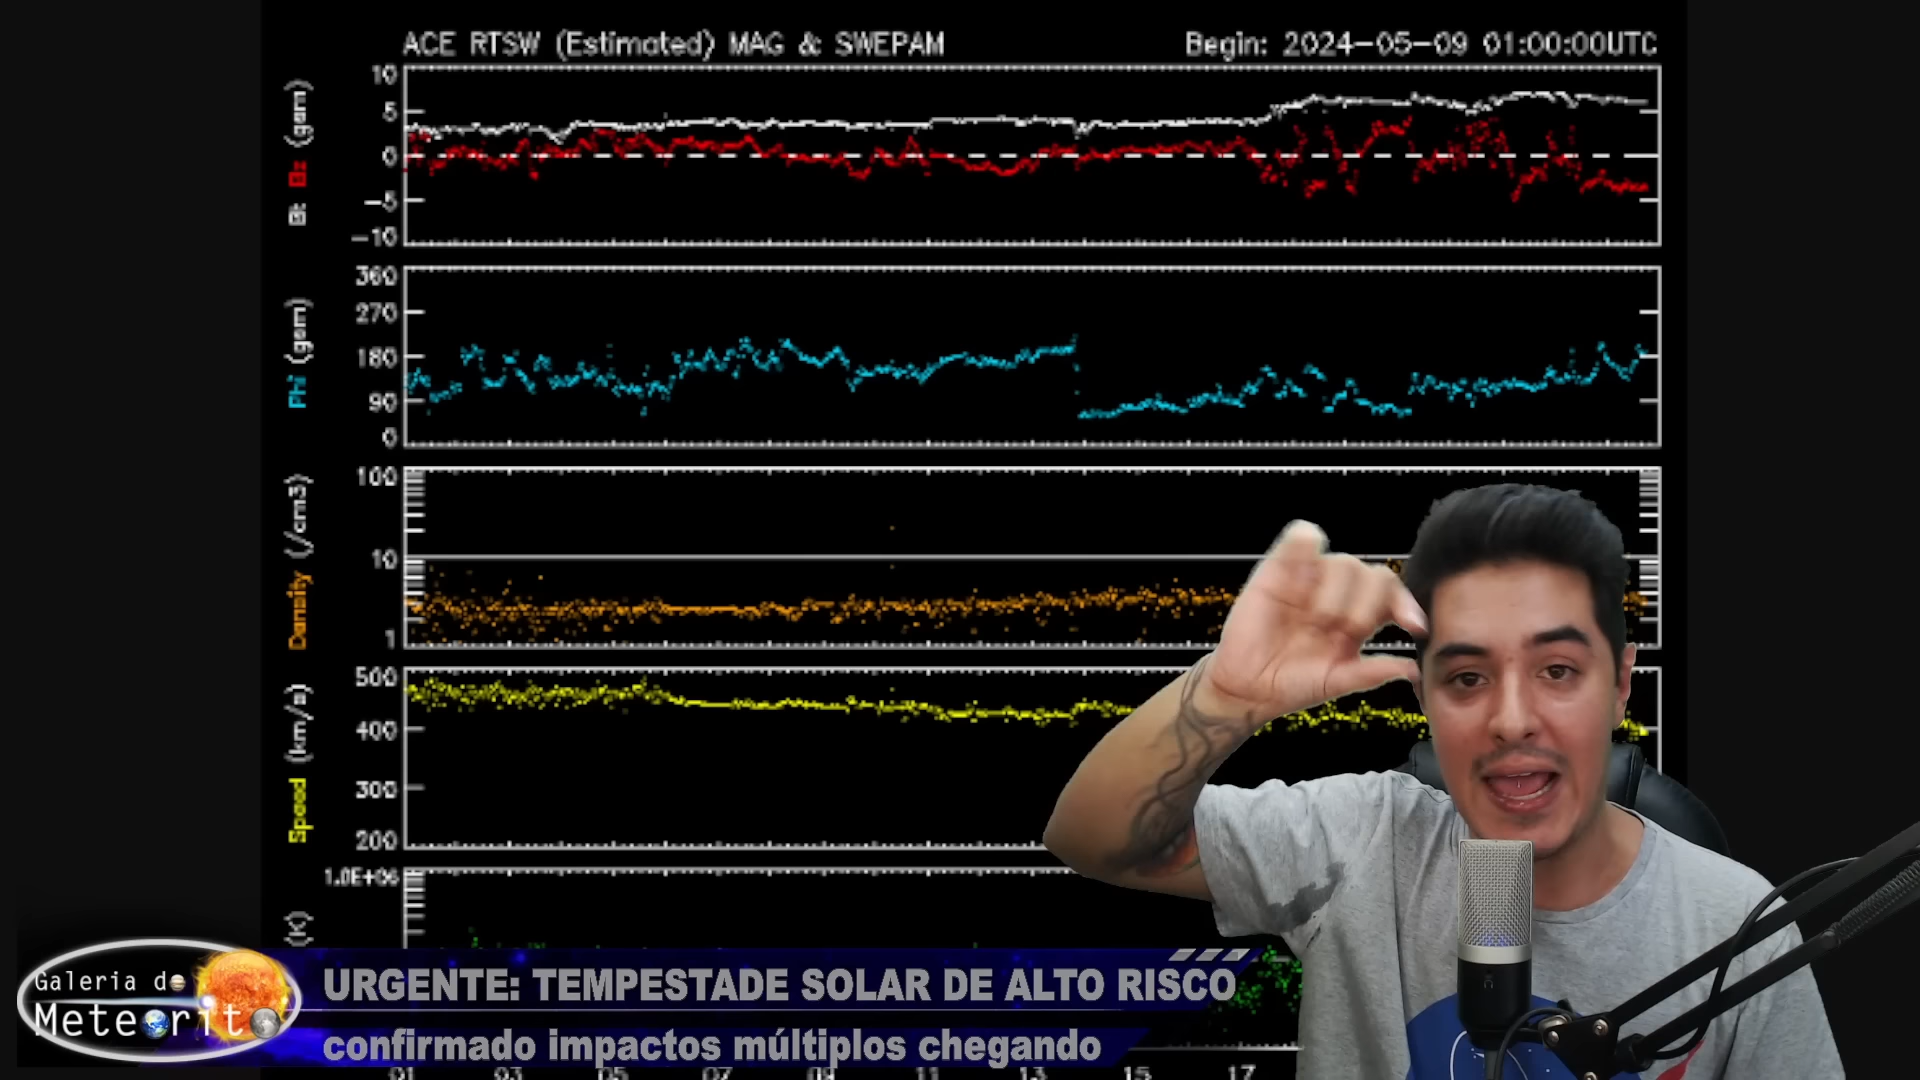 ACE RTSW (Estimated) MAG & SWEPAM Begin: 2024-05-09 01:00:00UTC
Bt Bz (gsm)
10
5
0
-5
-10
Phi (gsm)
360
270
180
90
0
Density (/cm3)
100
10
1
Speed (km/s)
500
400
300
200
(K)
1.0E+06
Galeria do
Meteorito
URGENTE: TEMPESTADE SOLAR DE ALTO RISCO
confirmado impactos múltiplos chegando
01 03 05 07 09 11 13 15 17